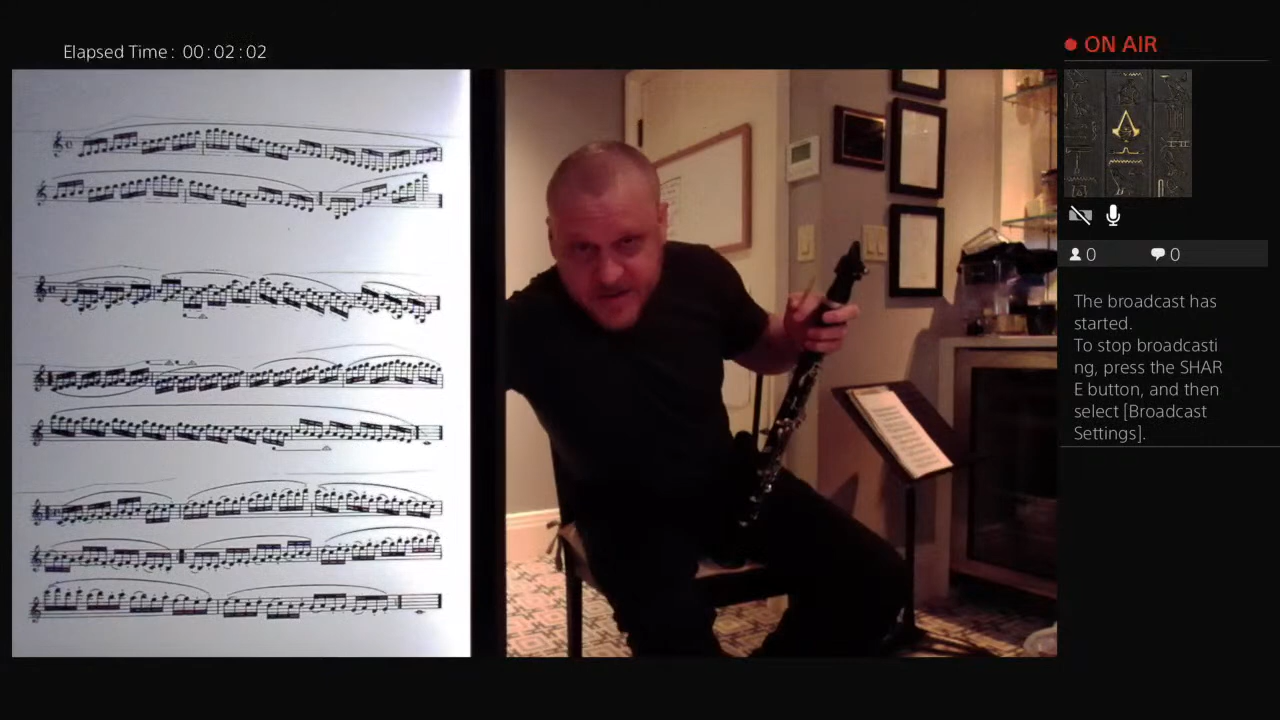 Elapsed Time: 00:02:02
ON AIR
0
0
The broadcast has
started.
To stop broadcasti
ng, press the SHAR
E button, and then
select [Broadcast
Settings].